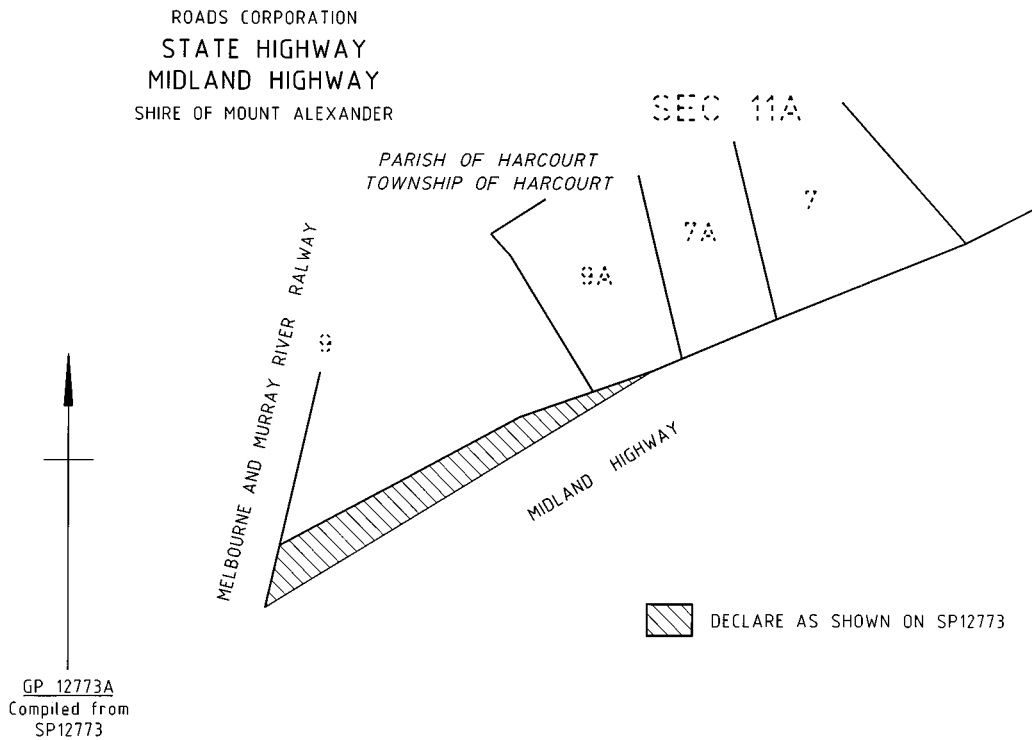 ROADS CORPORATION
STATE HIGHWAY
MIDLAND HIGHWAY
SHIRE OF MOUNT ALEXANDER
SEC 11A
PARISH OF HARCOURT
TOWNSHIP OF HARCOURT
7
7A
9A
9
MELBOURNE AND MURRAY RIVER RALWAY
MIDLAND HIGHWAY
DECLARE AS SHOWN ON SP12773
GP 12773A
Compiled from
SP12773